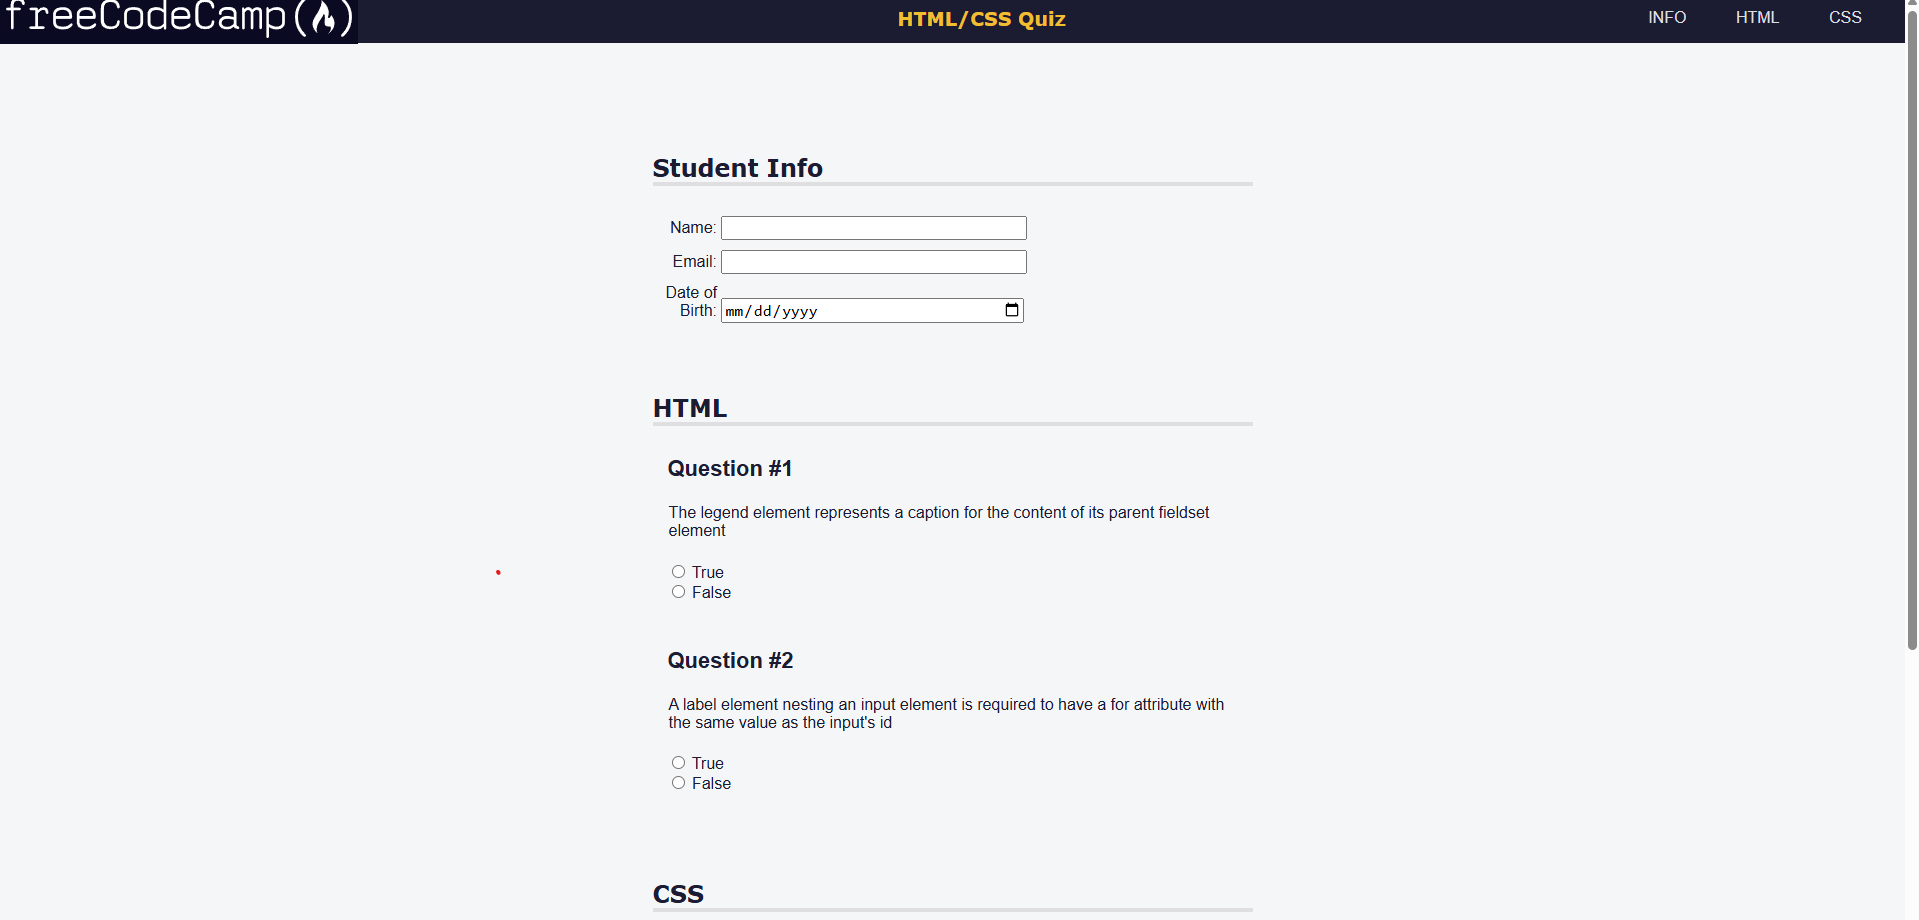 freeCodeCamp(🔥)
HTML/CSS Quiz
INFO
HTML
CSS
Student Info
Name:
Email:
Date of
Birth:
mm/dd/yyyy
HTML
Question #1
The legend element represents a caption for the content of its parent fieldset
element
True
False
Question #2
A label element nesting an input element is required to have a for attribute with
the same value as the input's id
True
False
CSS